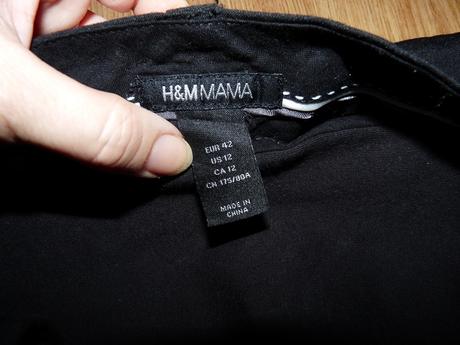 H&M MAMA
EUR 42
US 12
CA 12
CN 175/80A
MADE IN
CHINA